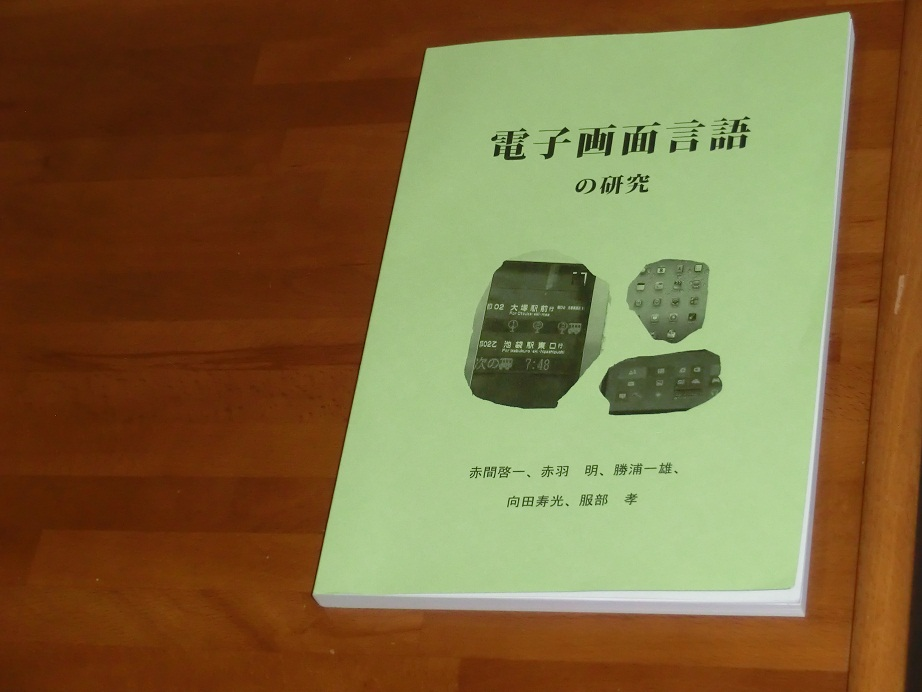 電子画面言語
の研究
大塚駅前行
池袋駅東口行
次の
7:40
赤間啓一、赤羽　明、勝浦一雄、
向田寿光、服部　孝